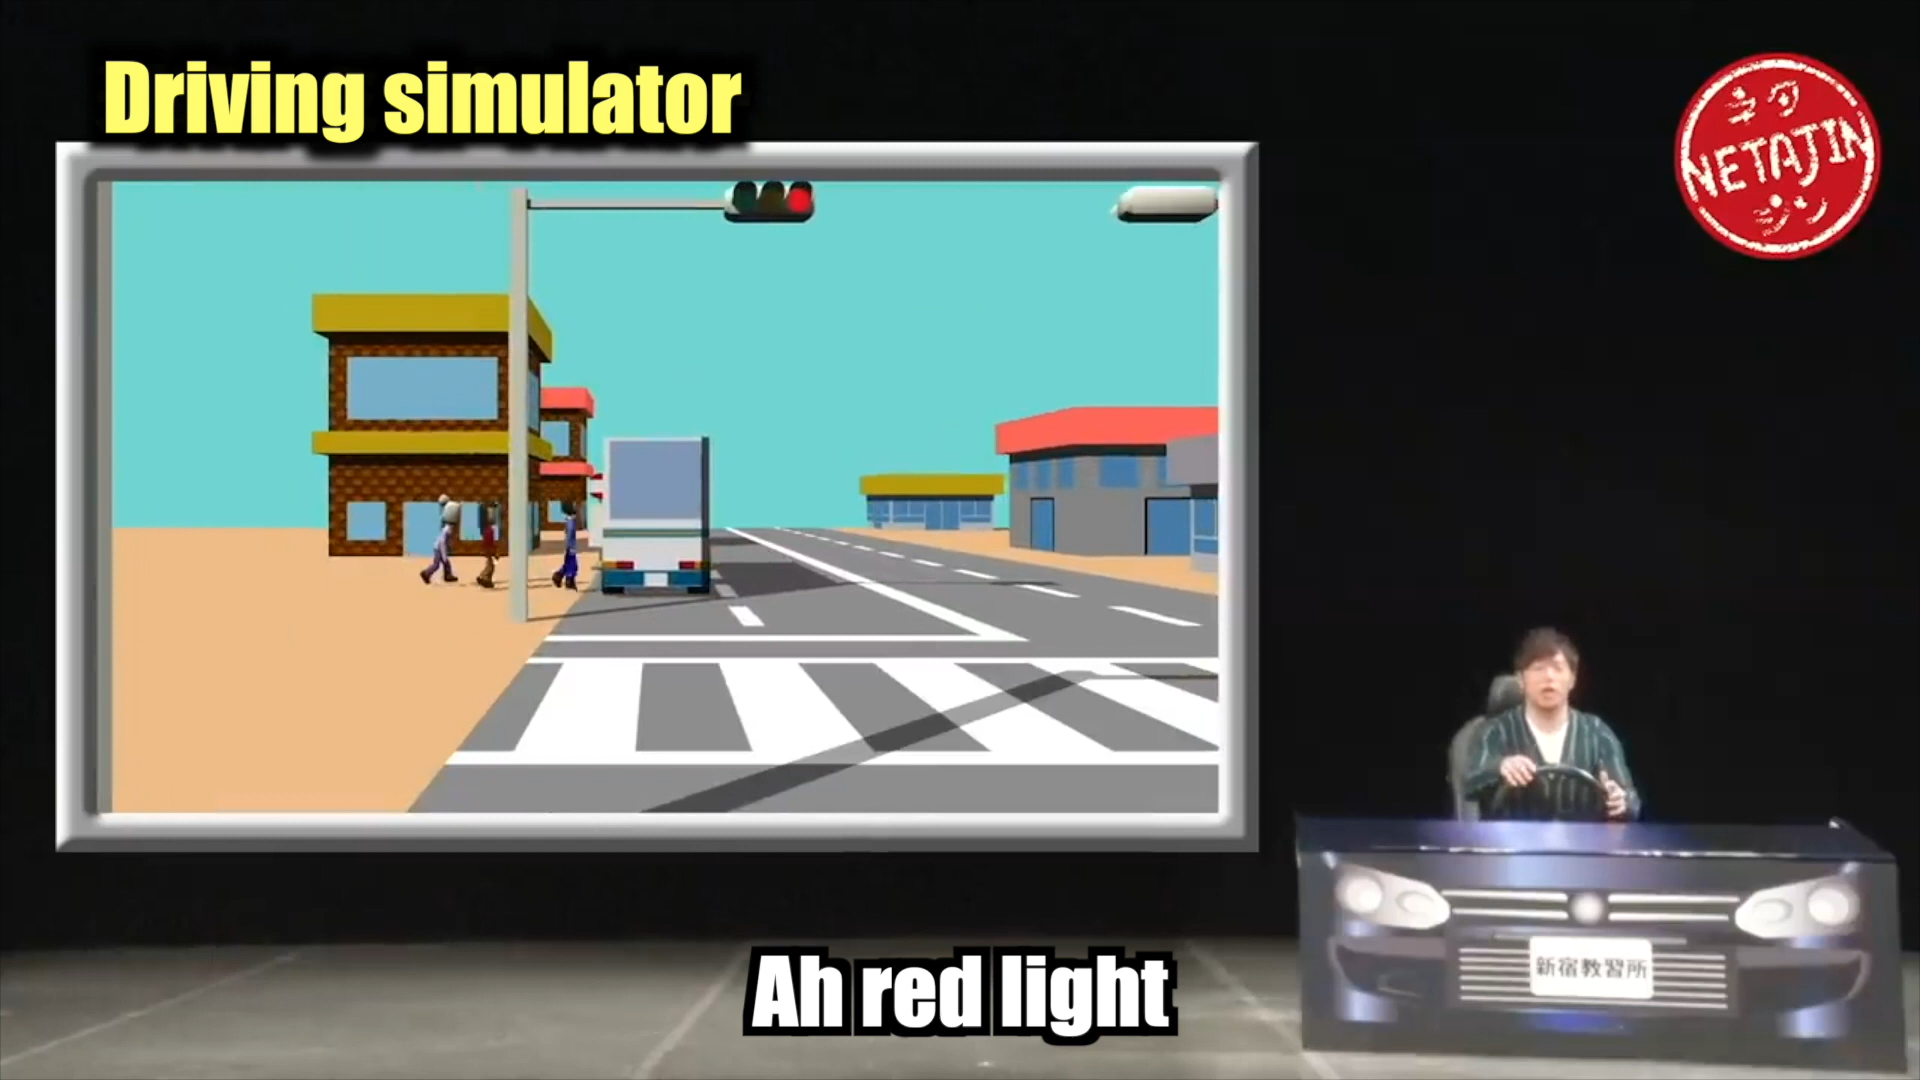 Driving simulator
ネタ
NETAJIN
ジン
新宿教習所
Ah red light